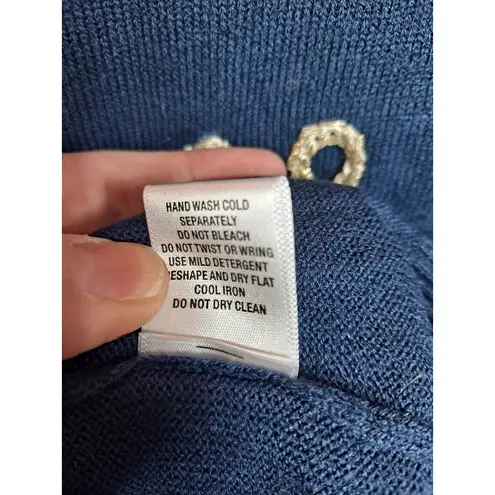 HAND WASH COLD
SEPARATELY
DO NOT BLEACH
DO NOT TWIST OR WRING
USE MILD DETERGENT
ESHAPE AND DRY FLAT
COOL IRON
DO NOT DRY CLEAN